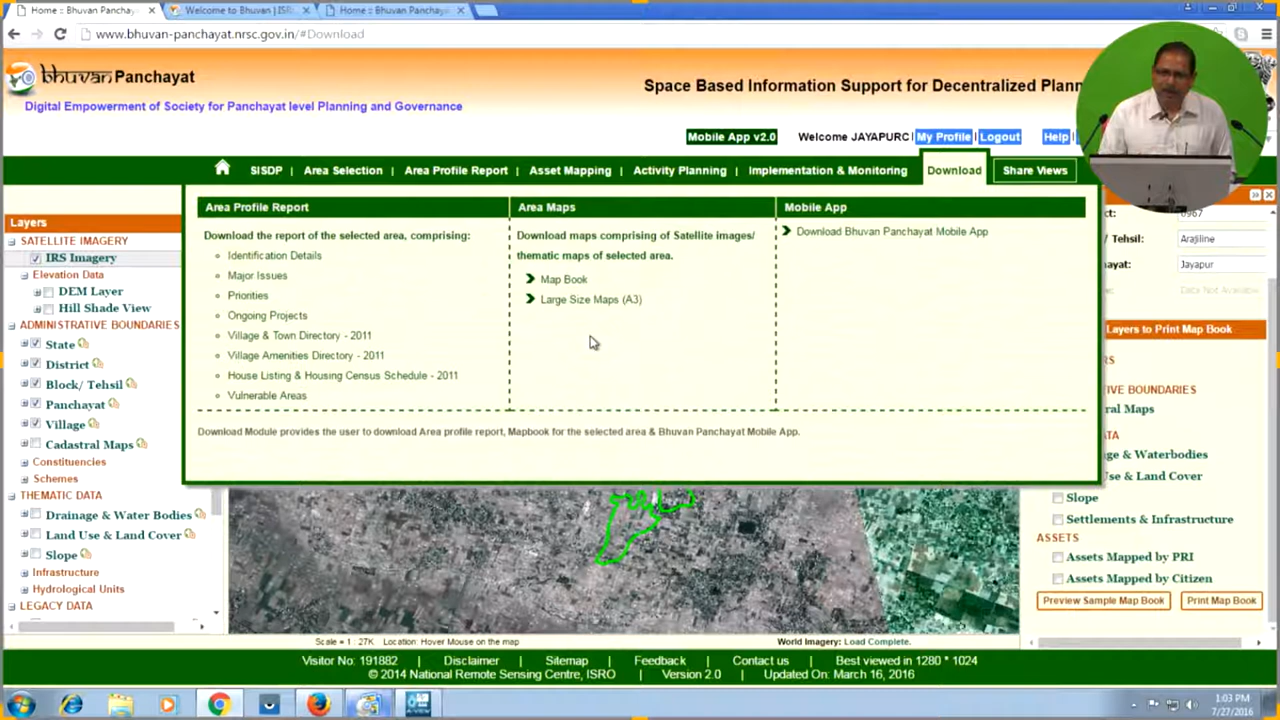 Home :: Bhuvan Panchay
Welcome to Bhuvan | ISR
Home :: Bhuvan Panchay
www.bhuvan-panchayat.nrsc.gov.in/#Download
bhuvan Panchayat
Space Based Information Support for Decentralized Plann
Digital Empowerment of Society for Panchayat level Planning and Governance
Mobile App v2.0 Welcome JAYAPURC | My Profile | Logout Help
SISDP | Area Selection | Area Profile Report | Asset Mapping | Activity Planning | Implementation & Monitoring Download Share Views
Layers
SATELLITE IMAGERY
IRS Imagery
Elevation Data
DEM Layer
Hill Shade View
ADMINISTRATIVE BOUNDARIES
State
District
Block/ Tehsil
Panchayat
Village
Cadastral Maps
Constituencies
Schemes
THEMATIC DATA
Drainage & Water Bodies
Land Use & Land Cover
Slope
Infrastructure
Hydrological Units
LEGACY DATA
Area Profile Report
Download the report of the selected area, comprising:
Identification Details
Major Issues
Priorities
Ongoing Projects
Village & Town Directory - 2011
Village Amenities Directory - 2011
House Listing & Housing Census Schedule - 2011
Vulnerable Areas
Area Maps
Download maps comprising of Satellite images/
thematic maps of selected area.
Map Book
Large Size Maps (A3)
Mobile App
Download Bhuvan Panchayat Mobile App
Download Module provides the user to download Area profile report, Mapbook for the selected area & Bhuvan Panchayat Mobile App.
ct: 0967
/ Tehsil: Arajiline
hayat: Jayapur
Data Not Available
Layers to Print Map Book
RS
VE BOUNDARIES
ral Maps
ATA
ge & Waterbodies
Use & Land Cover
Slope
Settlements & Infrastructure
ASSETS
Assets Mapped by PRI
Assets Mapped by Citizen
Preview Sample Map Book Print Map Book
Scale = 1 : 27K Location: Hover Mouse on the map World Imagery: Load Complete.
Visitor No: 191882 | Disclaimer | Sitemap | Feedback | Contact us | Best viewed in 1280 * 1024
© 2014 National Remote Sensing Centre, ISRO | Version 2.0 | Updated On: March 16, 2016
1:03 PM
7/27/2016